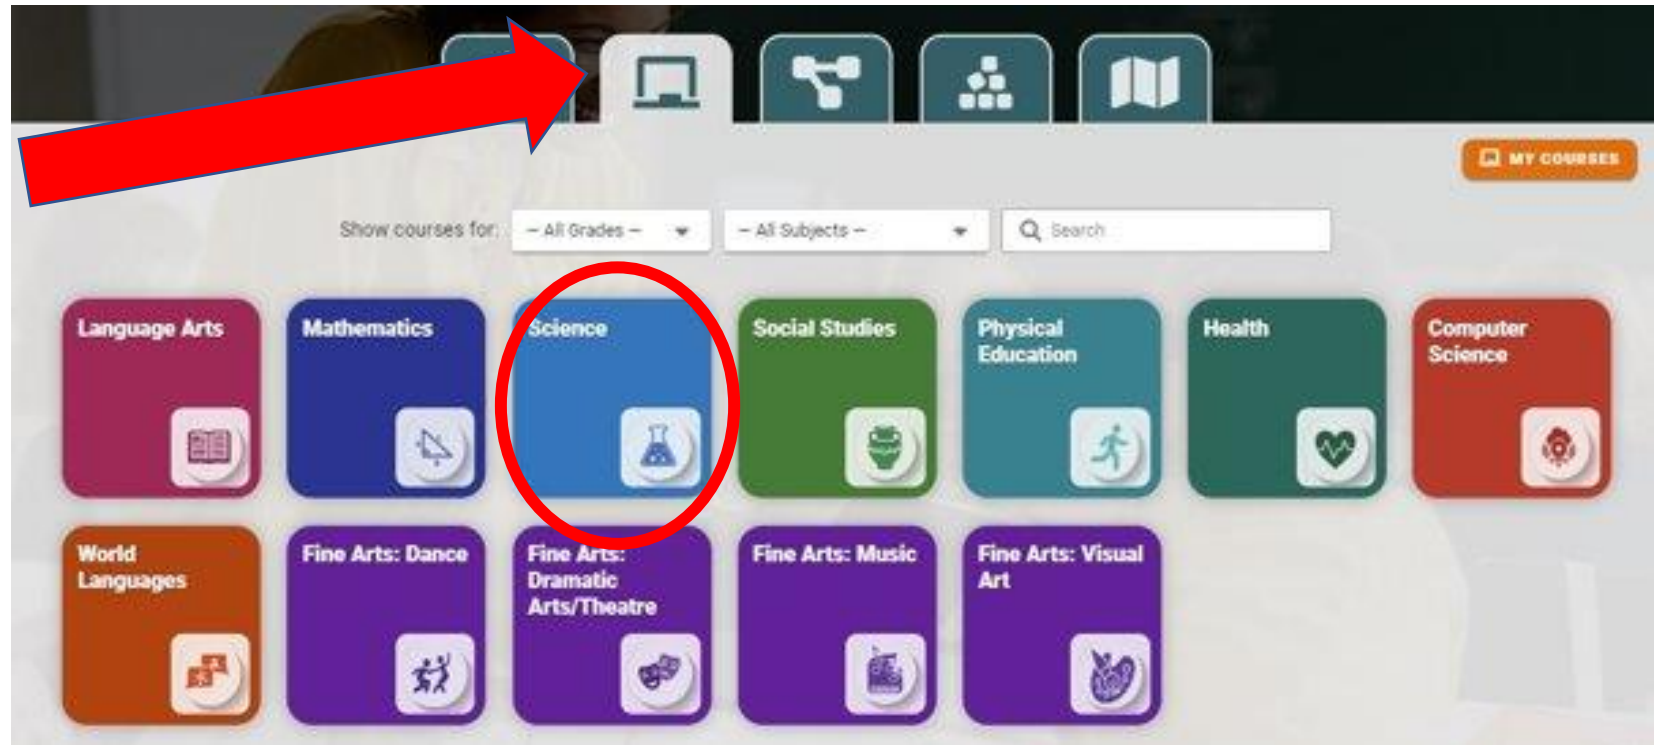 MY COURSES
Show courses for: – All Grades – – All Subjects – Search
Language Arts
Mathematics
Science
Social Studies
Physical
Education
Health
Computer
Science
World
Languages
Fine Arts: Dance
Fine Arts:
Dramatic
Arts/Theatre
Fine Arts: Music
Fine Arts: Visual
Art